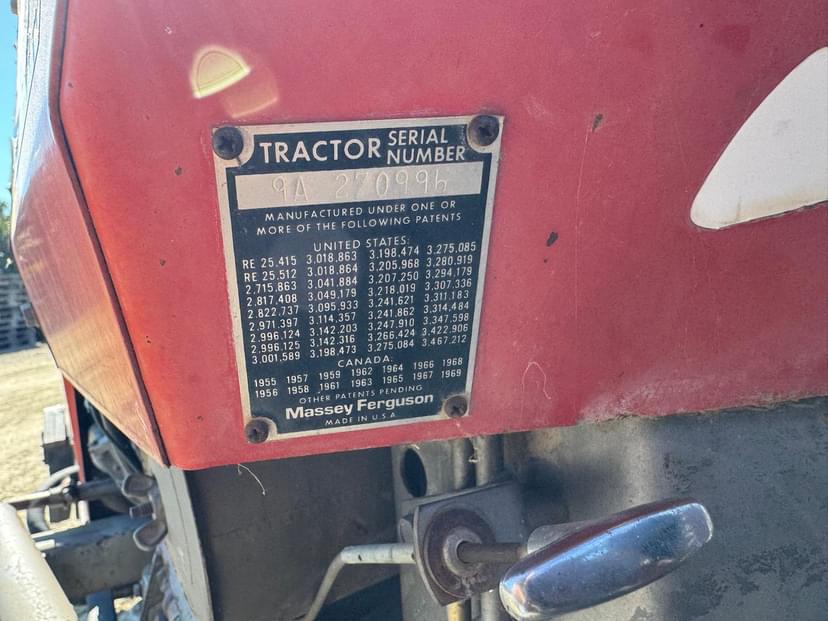 TRACTOR SERIAL NUMBER
9A 270996
MANUFACTURED UNDER ONE OR
MORE OF THE FOLLOWING PATENTS
UNITED STATES:
RE 25.415 3.018.863 3.198.474 3.275.085
RE 25.512 3.018.864 3.205.968 3.280.919
2.715.863 3.041.884 3.207.250 3.294.179
2.817.408 3.049.179 3.218.019 3.307.336
2.822.737 3.095.933 3.241.621 3.311.183
2.971.397 3.114.357 3.241.862 3.314.484
2.996.124 3.142.203 3.247.910 3.347.598
2.996.125 3.142.316 3.266.424 3.422.906
3.001.589 3.198.473 3.275.084 3.467.212
CANADA:
1955 1957 1959 1962 1964 1966 1968
1956 1958 1961 1963 1965 1967 1969
OTHER PATENTS PENDING
Massey Ferguson
MADE IN U.S.A.